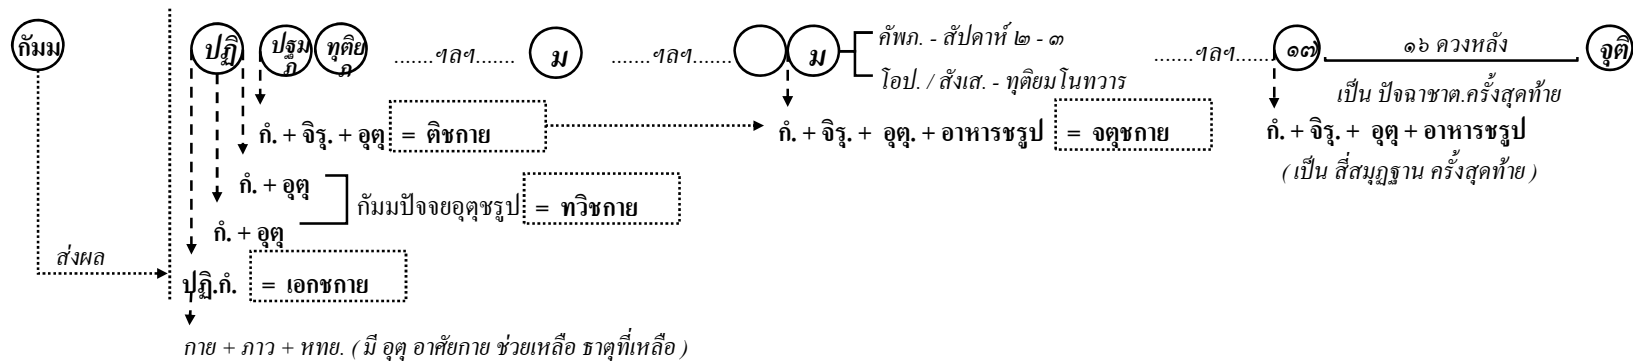 กัมม
ปฏิ
ปฐม
ภ
ทุติย
ภ
.......ฯลฯ.......
ม
.......ฯลฯ.......
ม
คัพภ. - สัปดาห์ ๒ - ๓
โอป. / สังเส. - ทุติยมโนทวาร
.......ฯลฯ.......
๑๗
๑๖ ดวงหลัง
จุติ
เป็น ปัจฉาชาต.ครั้งสุดท้าย
กํ. + จิรุ. + อุตุ = ติชกาย
กํ. + จิรุ. + อุตุ. + อาหารชรูป = จตุชกาย
กํ. + จิรุ. + อุตุ + อาหารชรูป
( เป็น สี่สมุฏฐาน ครั้งสุดท้าย )
กํ. + อุตุ
กัมมปัจจยอุตุชรูป = ทวิชกาย
กํ. + อุตุ
ส่งผล
ปฏิ.กํ. = เอกชกาย
กาย + ภาว + หทย. ( มี อุตุ อาศัยกาย ช่วยเหลือ ธาตุที่เหลือ )